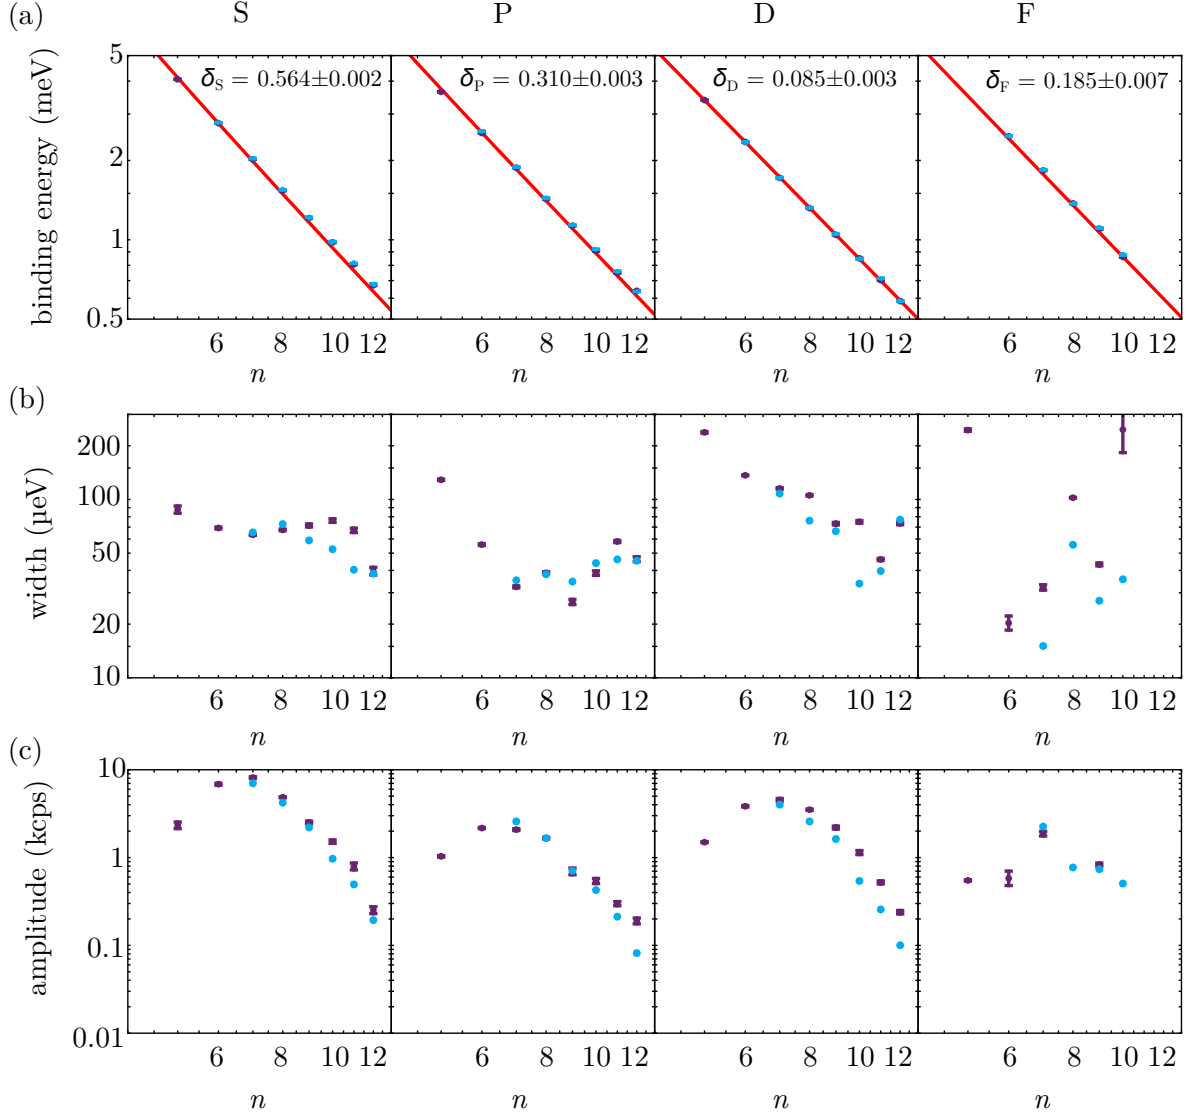 (a) S P D F
binding energy (meV)
5
2
1
0.5
δS = 0.564±0.002
δP = 0.310±0.003
δD = 0.085±0.003
δF = 0.185±0.007
6 8 10 12 6 8 10 12 6 8 10 12 6 8 10 12
n n n n
(b)
width (μeV)
200
100
50
20
10
6 8 10 12 6 8 10 12 6 8 10 12 6 8 10 12
n n n n
(c)
amplitude (kcps)
10
1
0.1
0.01
6 8 10 12 6 8 10 12 6 8 10 12 6 8 10 12
n n n n